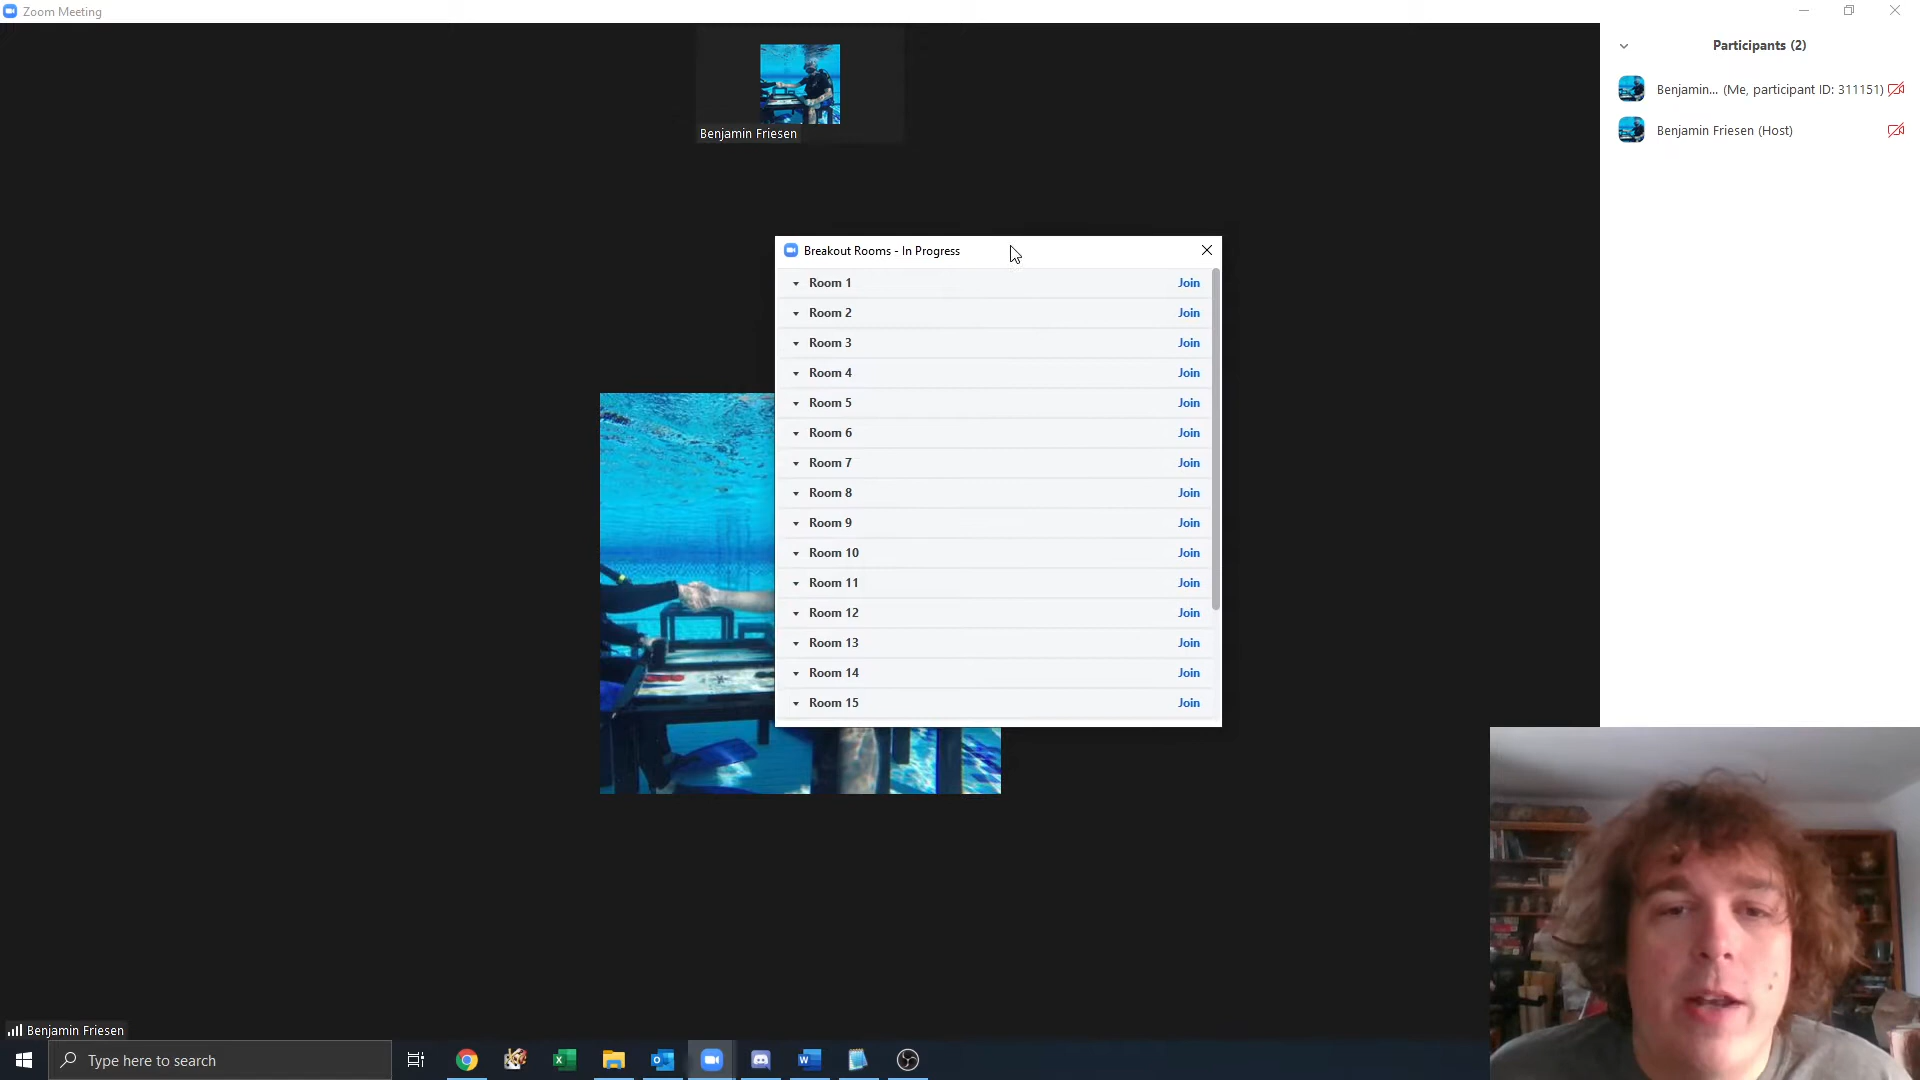 Zoom Meeting
Benjamin Friesen
Participants (2)
Benjamin... (Me, participant ID: 311151)
Benjamin Friesen (Host)
Breakout Rooms - In Progress
Room 1 Join
Room 2 Join
Room 3 Join
Room 4 Join
Room 5 Join
Room 6 Join
Room 7 Join
Room 8 Join
Room 9 Join
Room 10 Join
Room 11 Join
Room 12 Join
Room 13 Join
Room 14 Join
Room 15 Join
Benjamin Friesen
Type here to search